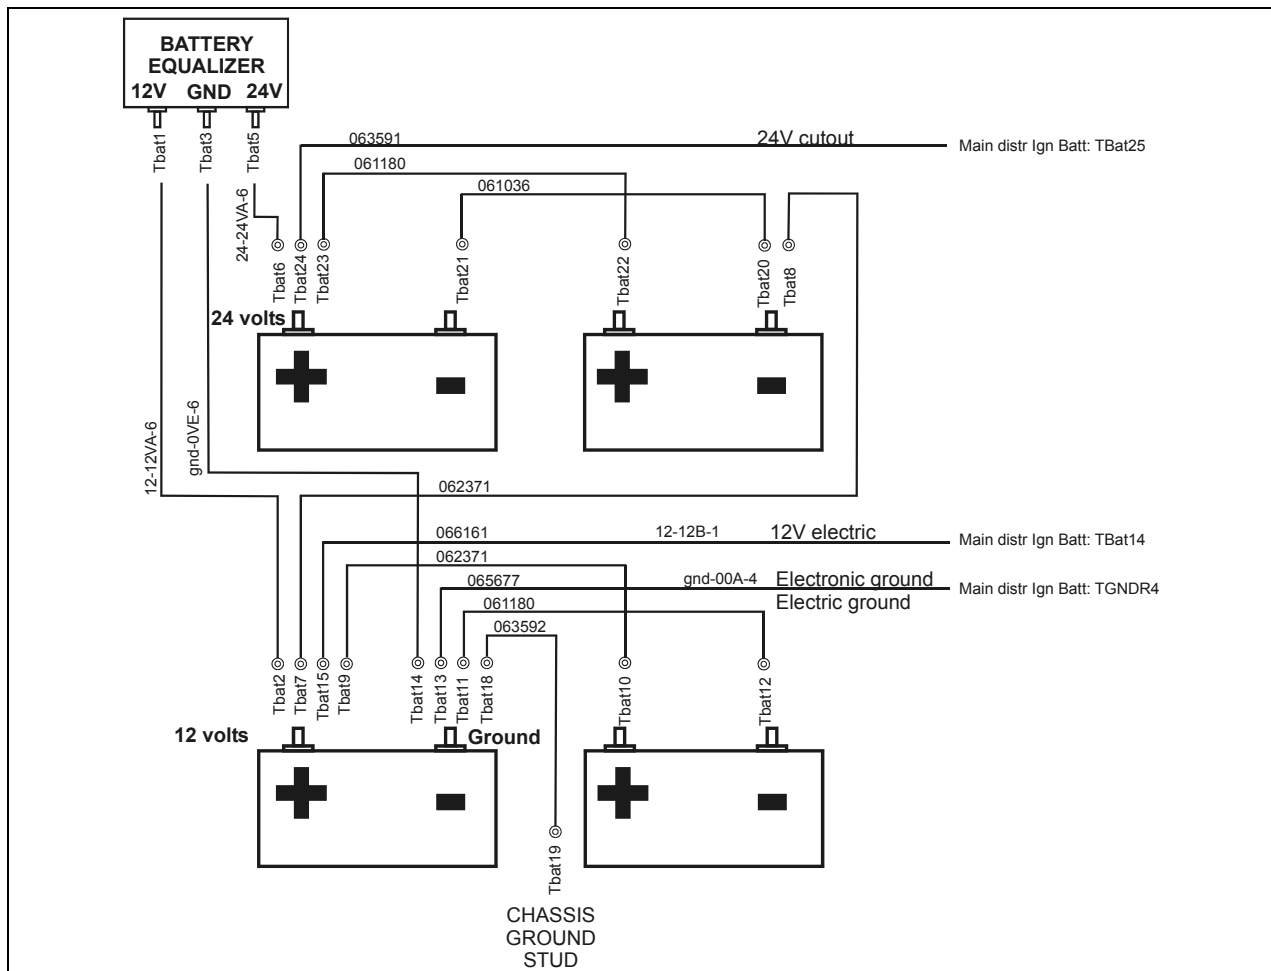 BATTERY
EQUALIZER
12V GND 24V
Tbat1
Tbat3
Tbat5
063591
24V cutout
Main distr Ign Batt: TBat25
061180
061036
24-24VA-6
Tbat6
Tbat24
Tbat23
Tbat21
Tbat22
Tbat20
Tbat8
24 volts
12-12VA-6
gnd-0VE-6
062371
066161
12-12B-1
12V electric
Main distr Ign Batt: TBat14
062371
065677
gnd-00A-4
Electronic ground
Main distr Ign Batt: TGNDR4
061180
Electric ground
063592
Tbat2
Tbat7
Tbat15
Tbat9
Tbat14
Tbat13
Tbat11
Tbat18
Tbat10
Tbat12
12 volts
Ground
Tbat19
CHASSIS
GROUND
STUD